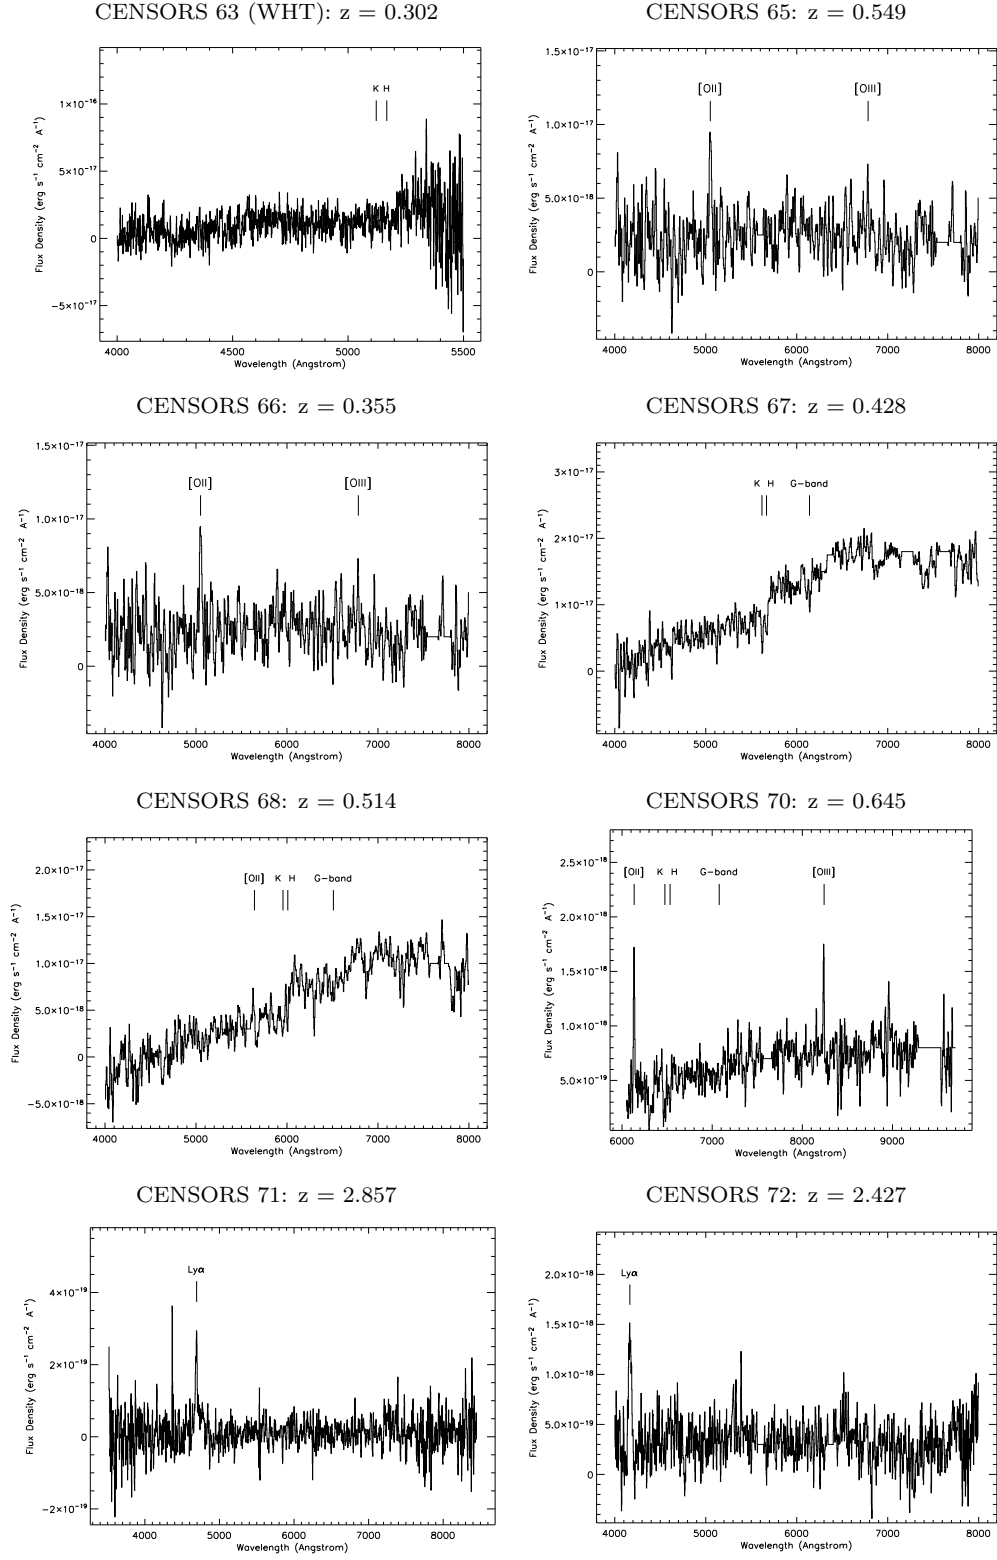 CENSORS 63 (WHT): z = 0.302
K H
1×10⁻¹⁶
5×10⁻¹⁷
0
−5×10⁻¹⁷
Flux Density (erg s⁻¹ cm⁻² A⁻¹)
4000 4500 5000 5500
Wavelength (Angstrom)
CENSORS 65: z = 0.549
[OII] [OIII]
1.5×10⁻¹⁷
1.0×10⁻¹⁷
5.0×10⁻¹⁸
0
Flux Density (erg s⁻¹ cm⁻² A⁻¹)
4000 5000 6000 7000 8000
Wavelength (Angstrom)
CENSORS 66: z = 0.355
[OII] [OIII]
1.5×10⁻¹⁷
1.0×10⁻¹⁷
5.0×10⁻¹⁸
0
Flux Density (erg s⁻¹ cm⁻² A⁻¹)
4000 5000 6000 7000 8000
Wavelength (Angstrom)
CENSORS 67: z = 0.428
K H G-band
3×10⁻¹⁷
2×10⁻¹⁷
1×10⁻¹⁷
0
Flux Density (erg s⁻¹ cm⁻² A⁻¹)
4000 5000 6000 7000 8000
Wavelength (Angstrom)
CENSORS 68: z = 0.514
[OII] K H G-band
2.0×10⁻¹⁷
1.5×10⁻¹⁷
1.0×10⁻¹⁷
5.0×10⁻¹⁸
0
−5.0×10⁻¹⁸
Flux Density (erg s⁻¹ cm⁻² A⁻¹)
4000 5000 6000 7000 8000
Wavelength (Angstrom)
CENSORS 70: z = 0.645
[OII] K H G-band [OIII]
2.5×10⁻¹⁸
2.0×10⁻¹⁸
1.5×10⁻¹⁸
1.0×10⁻¹⁸
5.0×10⁻¹⁹
Flux Density (erg s⁻¹ cm⁻² A⁻¹)
6000 7000 8000 9000
Wavelength (Angstrom)
CENSORS 71: z = 2.857
Lyα
4×10⁻¹⁹
2×10⁻¹⁹
0
−2×10⁻¹⁹
Flux Density (erg s⁻¹ cm⁻² A⁻¹)
4000 5000 6000 7000 8000
Wavelength (Angstrom)
CENSORS 72: z = 2.427
Lyα
2.0×10⁻¹⁸
1.5×10⁻¹⁸
1.0×10⁻¹⁸
5.0×10⁻¹⁹
0
Flux Density (erg s⁻¹ cm⁻² A⁻¹)
4000 5000 6000 7000 8000
Wavelength (Angstrom)